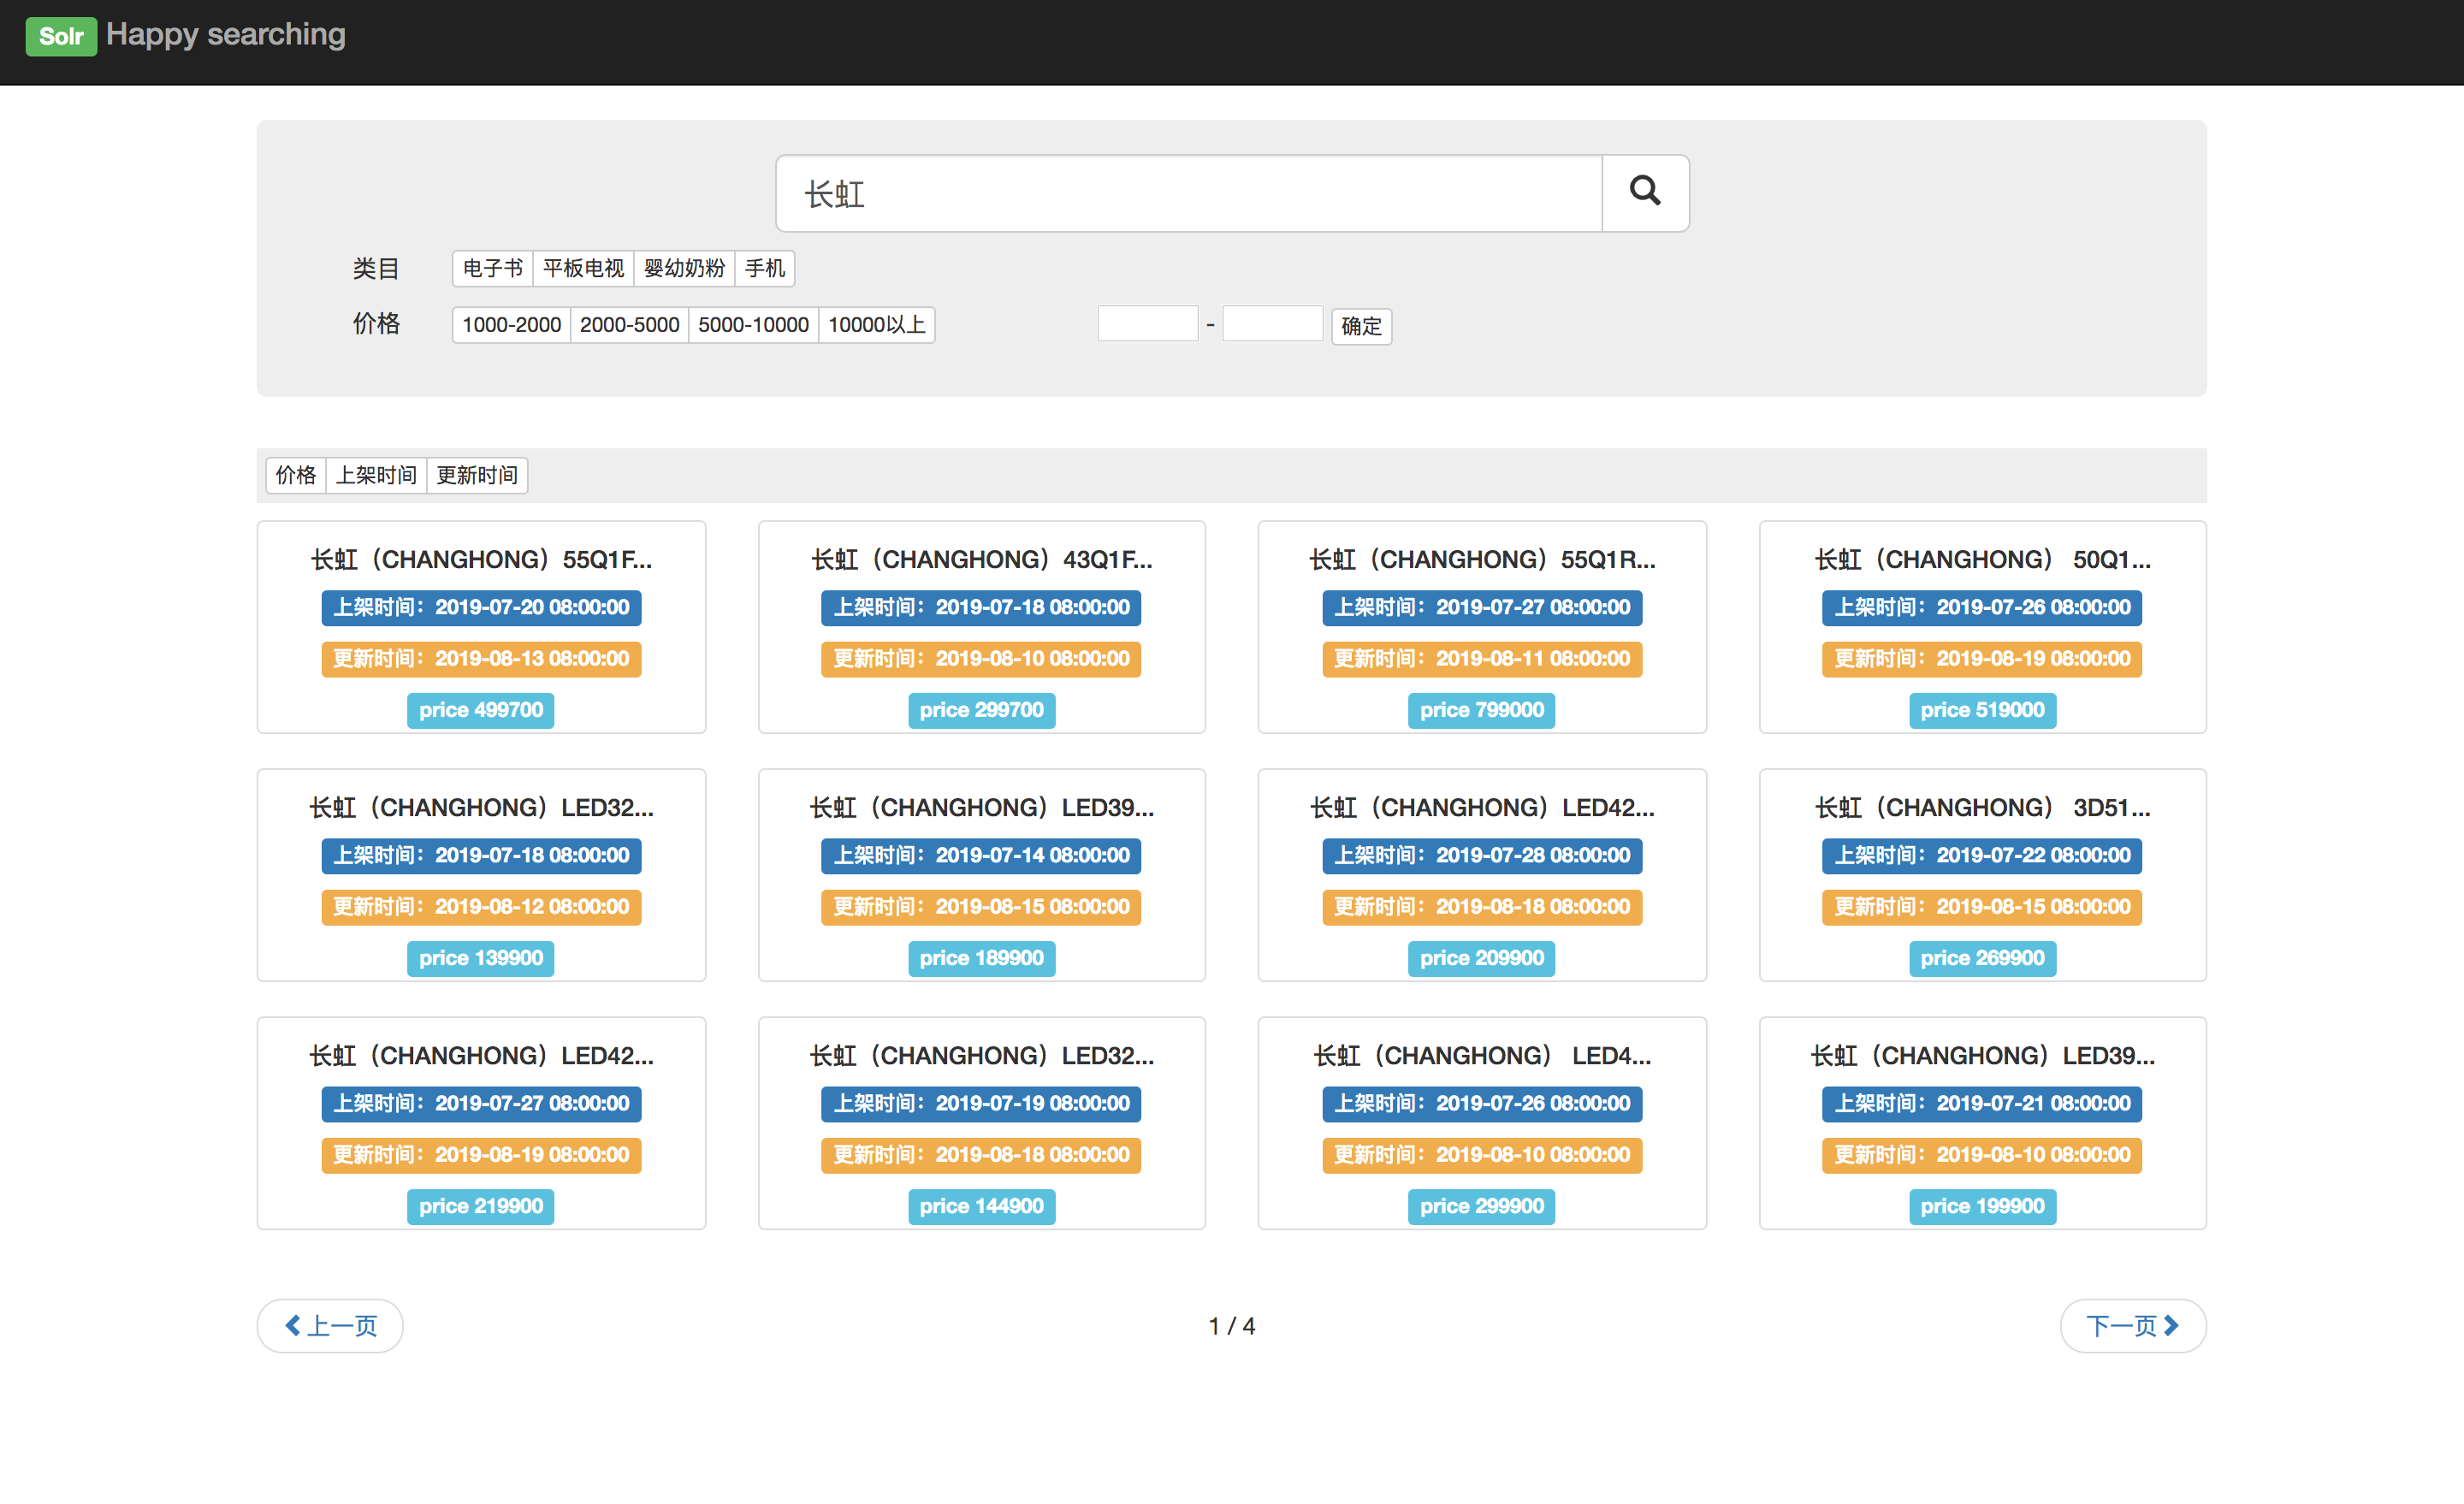 Solr Happy searching
长虹
类目 电子书 平板电视 婴幼奶粉 手机
价格 1000-2000 2000-5000 5000-10000 10000以上 - 确定
价格 上架时间 更新时间
长虹（CHANGHONG）55Q1F...
上架时间：2019-07-20 08:00:00
更新时间：2019-08-13 08:00:00
price 499700
长虹（CHANGHONG）43Q1F...
上架时间：2019-07-18 08:00:00
更新时间：2019-08-10 08:00:00
price 299700
长虹（CHANGHONG）55Q1R...
上架时间：2019-07-27 08:00:00
更新时间：2019-08-11 08:00:00
price 799000
长虹（CHANGHONG） 50Q1...
上架时间：2019-07-26 08:00:00
更新时间：2019-08-19 08:00:00
price 519000
长虹（CHANGHONG）LED32...
上架时间：2019-07-18 08:00:00
更新时间：2019-08-12 08:00:00
price 139900
长虹（CHANGHONG）LED39...
上架时间：2019-07-14 08:00:00
更新时间：2019-08-15 08:00:00
price 189900
长虹（CHANGHONG）LED42...
上架时间：2019-07-28 08:00:00
更新时间：2019-08-18 08:00:00
price 209900
长虹（CHANGHONG） 3D51...
上架时间：2019-07-22 08:00:00
更新时间：2019-08-15 08:00:00
price 269900
长虹（CHANGHONG）LED42...
上架时间：2019-07-27 08:00:00
更新时间：2019-08-19 08:00:00
price 219900
长虹（CHANGHONG）LED32...
上架时间：2019-07-19 08:00:00
更新时间：2019-08-18 08:00:00
price 144900
长虹（CHANGHONG） LED4...
上架时间：2019-07-26 08:00:00
更新时间：2019-08-10 08:00:00
price 299900
长虹（CHANGHONG）LED39...
上架时间：2019-07-21 08:00:00
更新时间：2019-08-10 08:00:00
price 199900
上一页 1 / 4 下一页